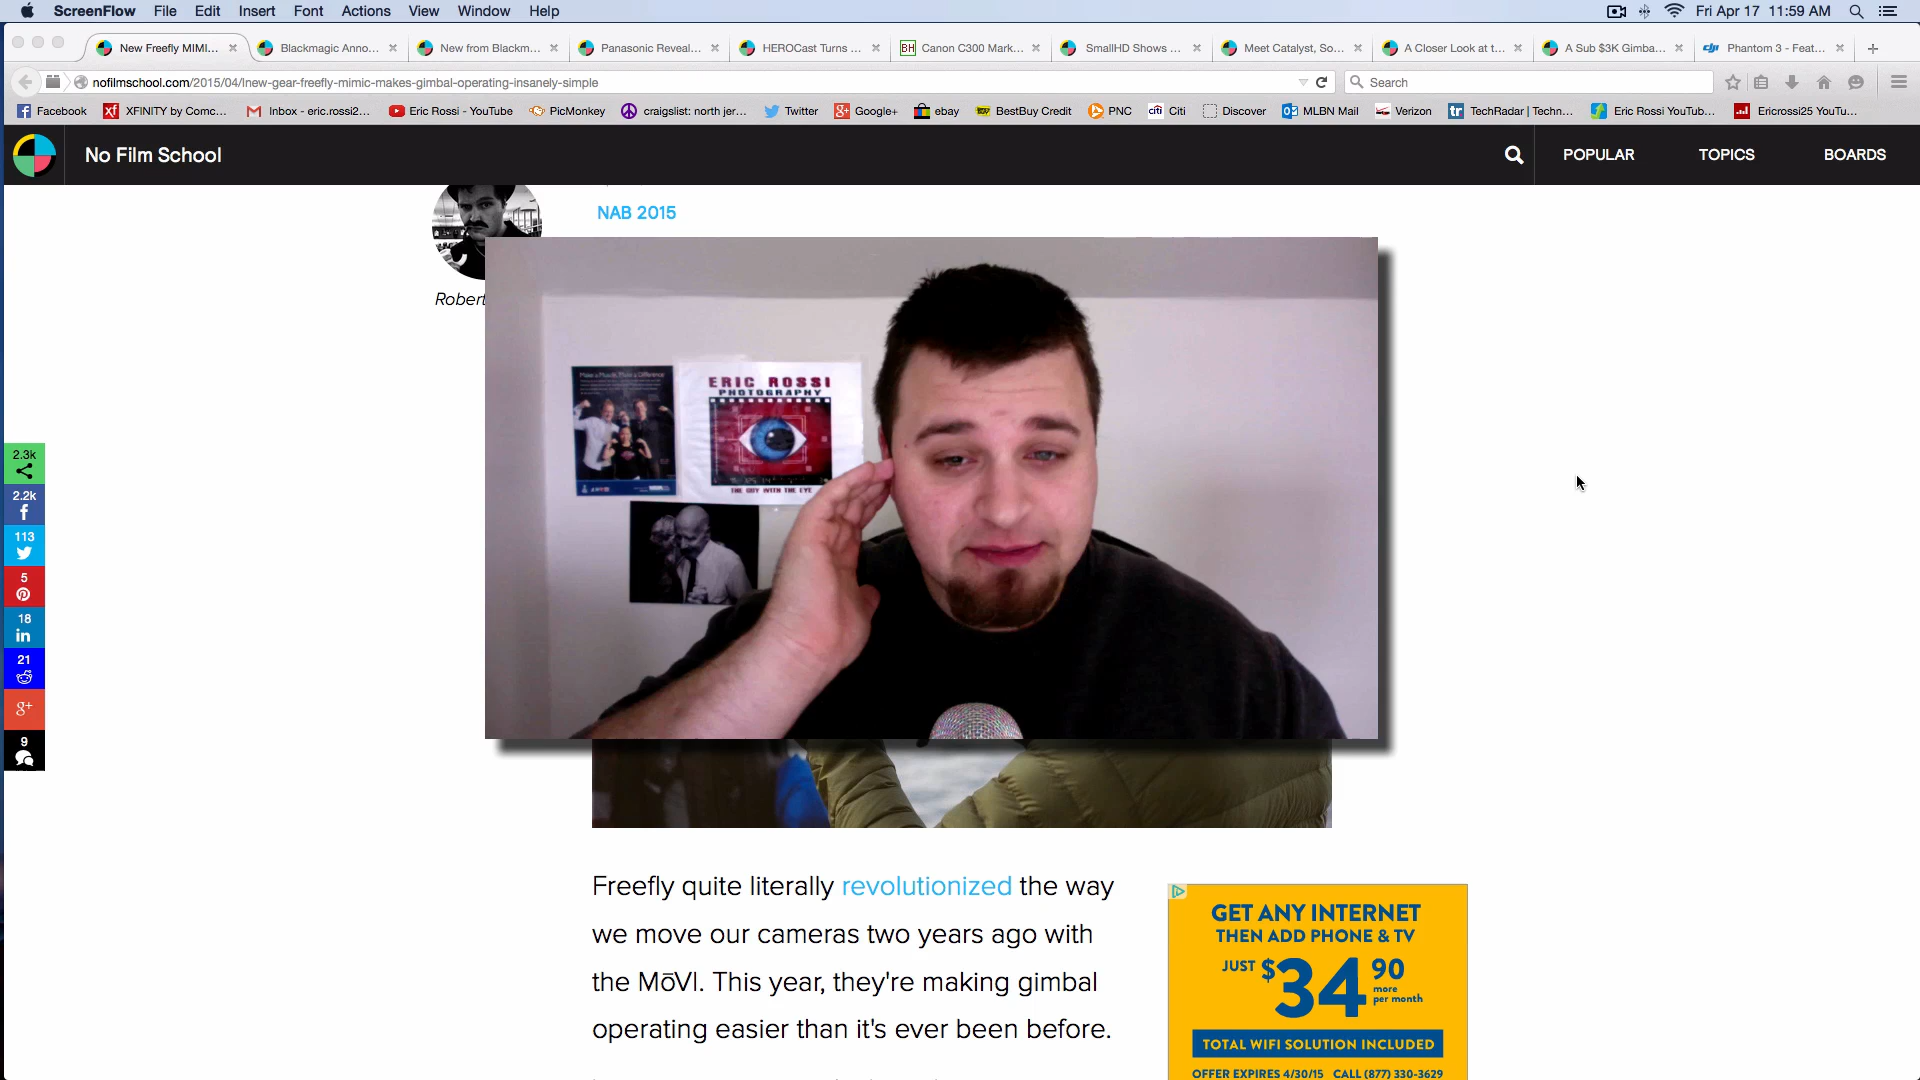 ScreenFlow File Edit Insert Font Actions View Window Help Fri Apr 17 11:59 AM
New Freefly MIMI... Blackmagic Anno... New from Blackm... Panasonic Reveal... HEROCast Turns ... Canon C300 Mark... SmallHD Shows ... Meet Catalyst, So... A Closer Look at t... A Sub $3K Gimba... Phantom 3 - Feat...
nofilmschool.com/2015/04/lnew-gear-freefly-mimic-makes-gimbal-operating-insanely-simple Search
Facebook XFINITY by Comc... Inbox - eric.rossi2... Eric Rossi - YouTube PicMonkey craigslist: north jer... Twitter Google+ ebay BestBuy Credit PNC Citi Discover MLBN Mail Verizon TechRadar | Techn... Eric Rossi YouTub... Ericrossi25 YouTu...
No Film School POPULAR TOPICS BOARDS
NAB 2015
Robert
ERIC ROSSI
PHOTOGRAPHY
THE GUY WITH THE EYE
2.3k
2.2k
113
5
18
21
9
Freefly quite literally revolutionized the way
we move our cameras two years ago with
the MōVI. This year, they're making gimbal
operating easier than it's ever been before.
GET ANY INTERNET
THEN ADD PHONE & TV
JUST $34 90
more
per month
TOTAL WIFI SOLUTION INCLUDED
OFFER EXPIRES 4/30/15 CALL (877) 330-3629